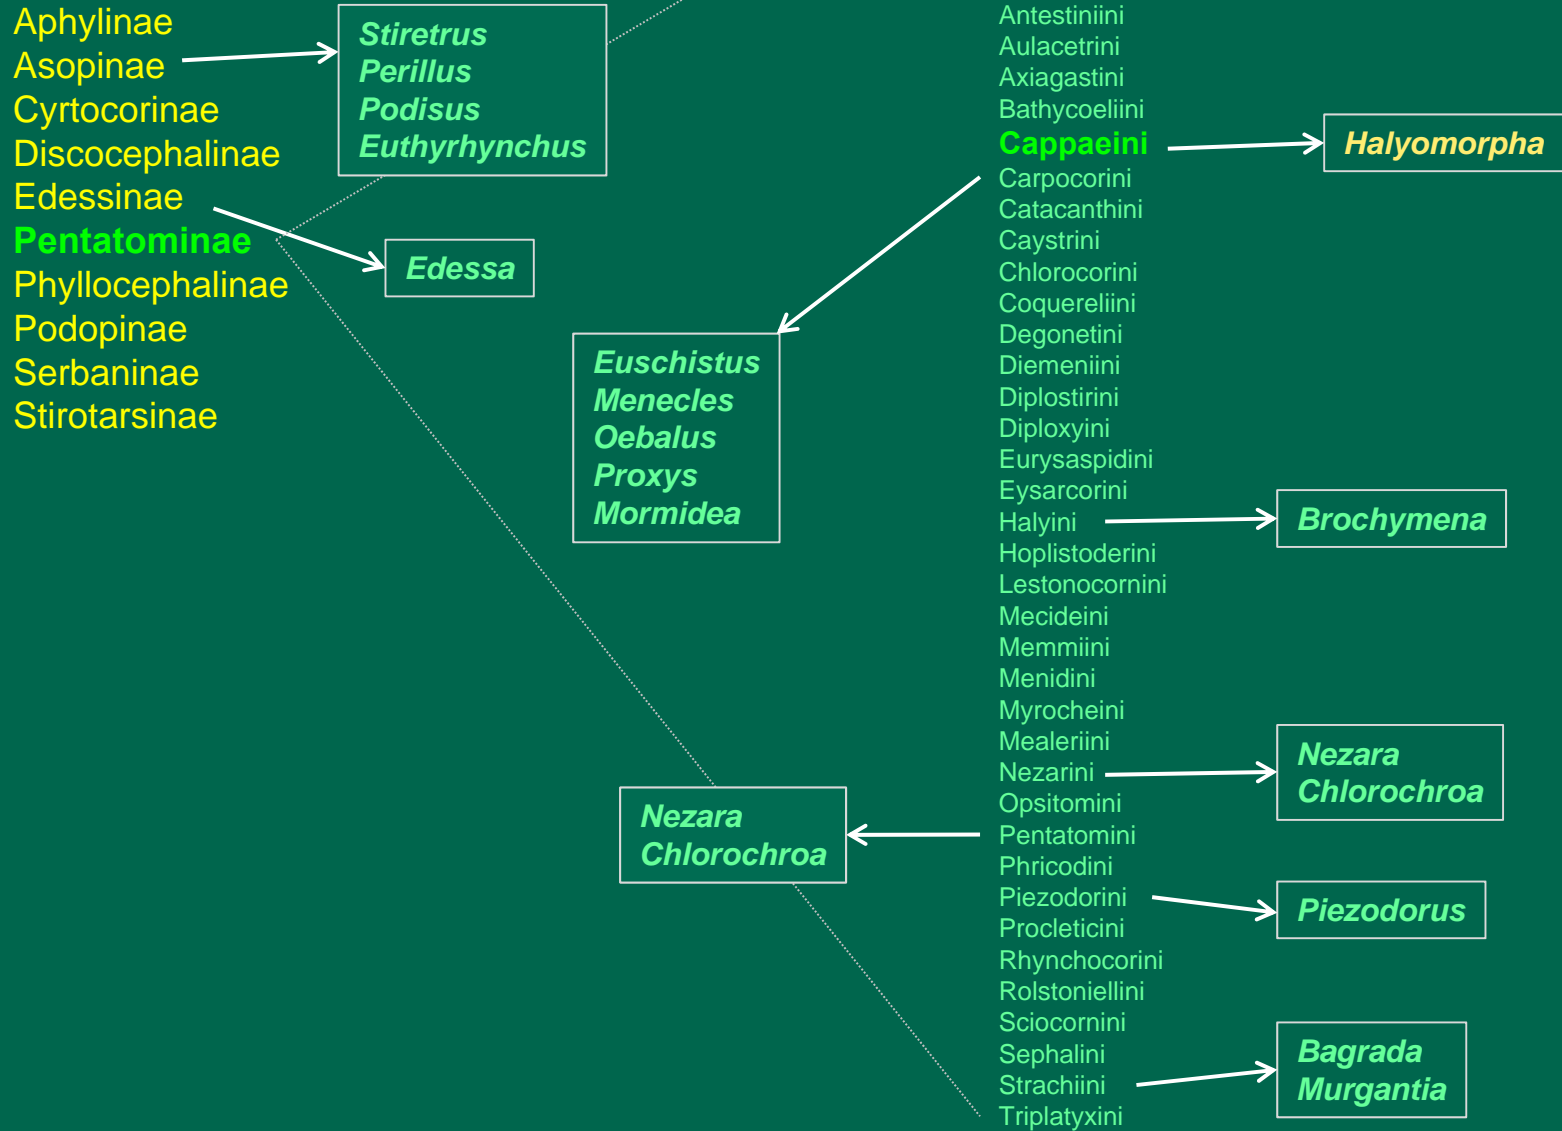 Aphylinae
Asopinae
Cyrtocorinae
Discocephalinae
Edessinae
Pentatominae
Phyllocephalinae
Podopinae
Serbaninae
Stirotarsinae
Stiretrus
Perillus
Podisus
Euthyrhynchus
Edessa
Euschistus
Menecles
Oebalus
Proxys
Mormidea
Nezara
Chlorochroa
Antestiniini
Aulacetrini
Axiagastini
Bathycoeliini
Cappaeini
Carpocorini
Catacanthini
Caystrini
Chlorocorini
Coquereliini
Degonetini
Diemeniini
Diplostirini
Diploxyini
Eurysaspidini
Eysarcorini
Halyini
Hoplistoderini
Lestonocornini
Mecideini
Memmiini
Menidini
Myrocheini
Mealeriini
Nezarini
Opsitomini
Pentatomini
Phricodini
Piezodorini
Procleticini
Rhynchocorini
Rolstoniellini
Sciocornini
Sephalini
Strachiini
Triplatyxini
Halyomorpha
Brochymena
Nezara
Chlorochroa
Piezodorus
Bagrada
Murgantia